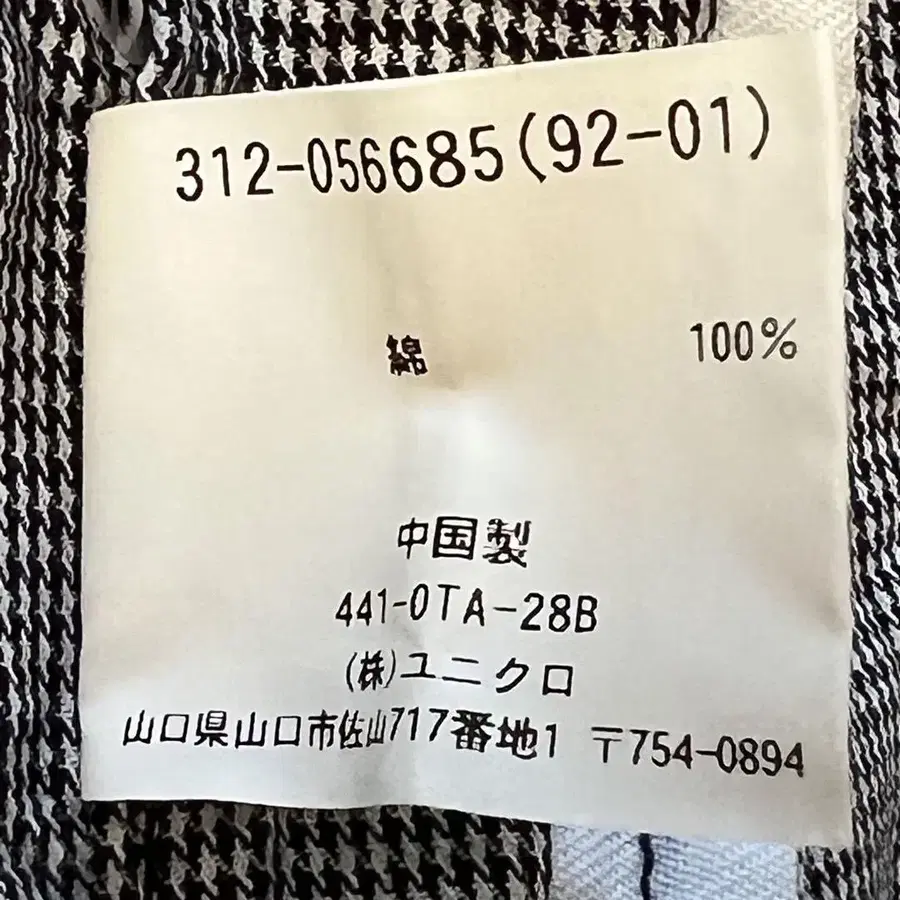 312-056685(92-01)
綿 100%
中国製
441-0TA-28B
(株)ユニクロ
山口県山口市佐山717番地1 〒754-0894